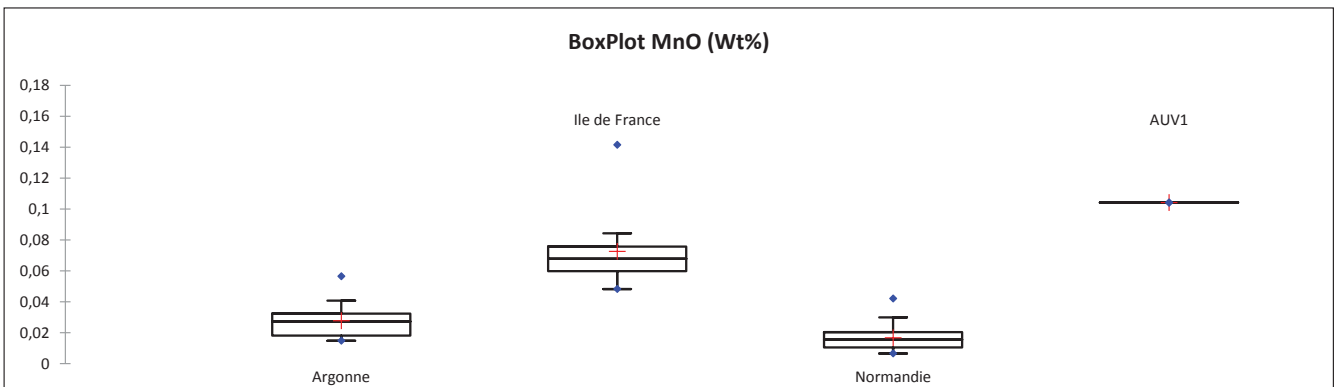 BoxPlot MnO (Wt%)
0,18
0,16
0,14
0,12
0,1
0,08
0,06
0,04
0,02
0
Ile de France
AUV1
Argonne
Normandie